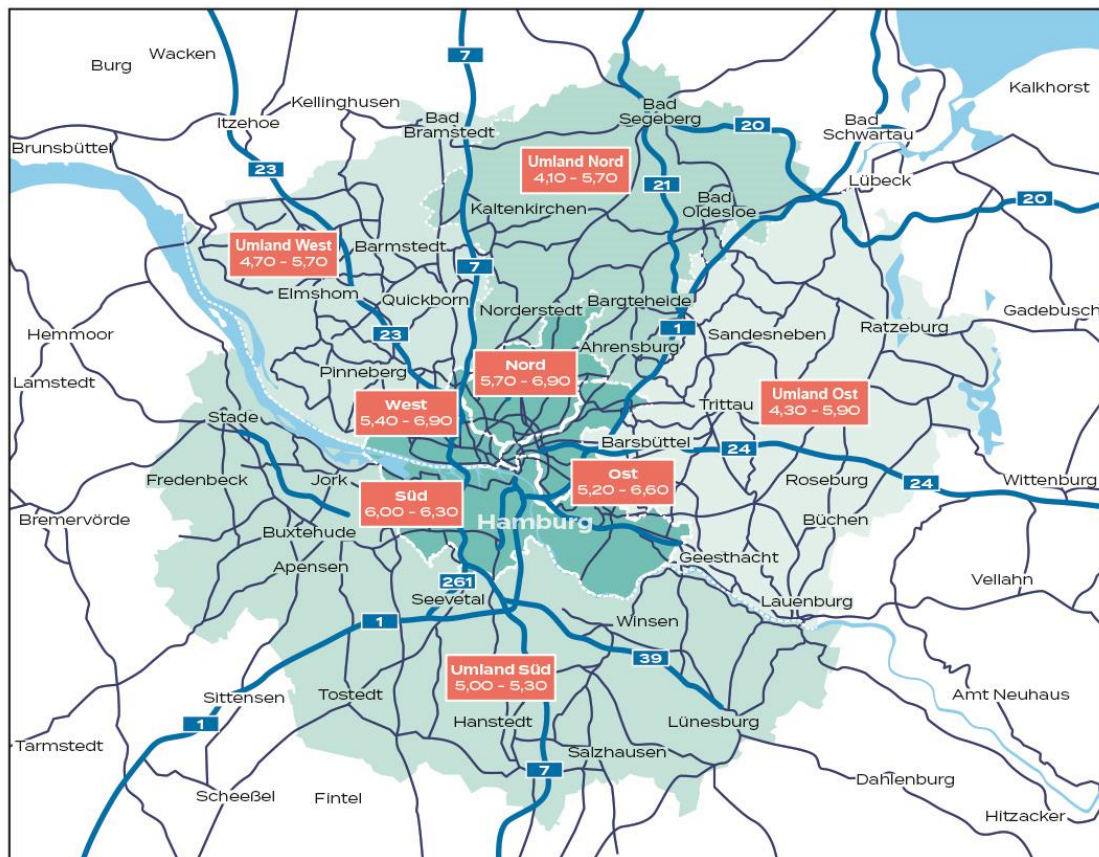 Wacken
Burg
7
Kellinghusen
Bad
Segeberg
Kalkhorst
Itzehoe
Bad
Bramstedt
20
Bad
Schwartau
Brunsbüttel
23
Umland Nord
4,10 – 5,70
21
Lübeck
Kaltenkirchen
Bad
Oldesloe
20
Umland West
4,70 – 5,70
Barmstedt
7
Elmshom
Quickborn
Norderstedt
Bargteheide
Gadebusch
Hemmoor
23
1
Sandesneben
Ratzeburg
Ahrensburg
Lamstedt
Pinneberg
Nord
5,70 – 6,90
West
5,40 – 6,90
Trittau
Umland Ost
4,30 – 5,90
Stade
Barsbüttel
24
Fredenbeck
Jork
Ost
5,20 – 6,60
Roseburg
24
Wittenburg
Süd
6,00 – 6,30
Hamburg
Bremervörde
Buxtehude
Büchen
Apensen
Geesthacht
261
Vellahn
Seevetal
Lauenburg
1
Winsen
39
Umland Süd
5,00 – 5,30
Sittensen
Tostedt
Amt Neuhaus
1
Hanstedt
Lünesburg
Tarmstedt
Salzhausen
7
Dahlenburg
Scheeßel
Fintel
Hitzacker